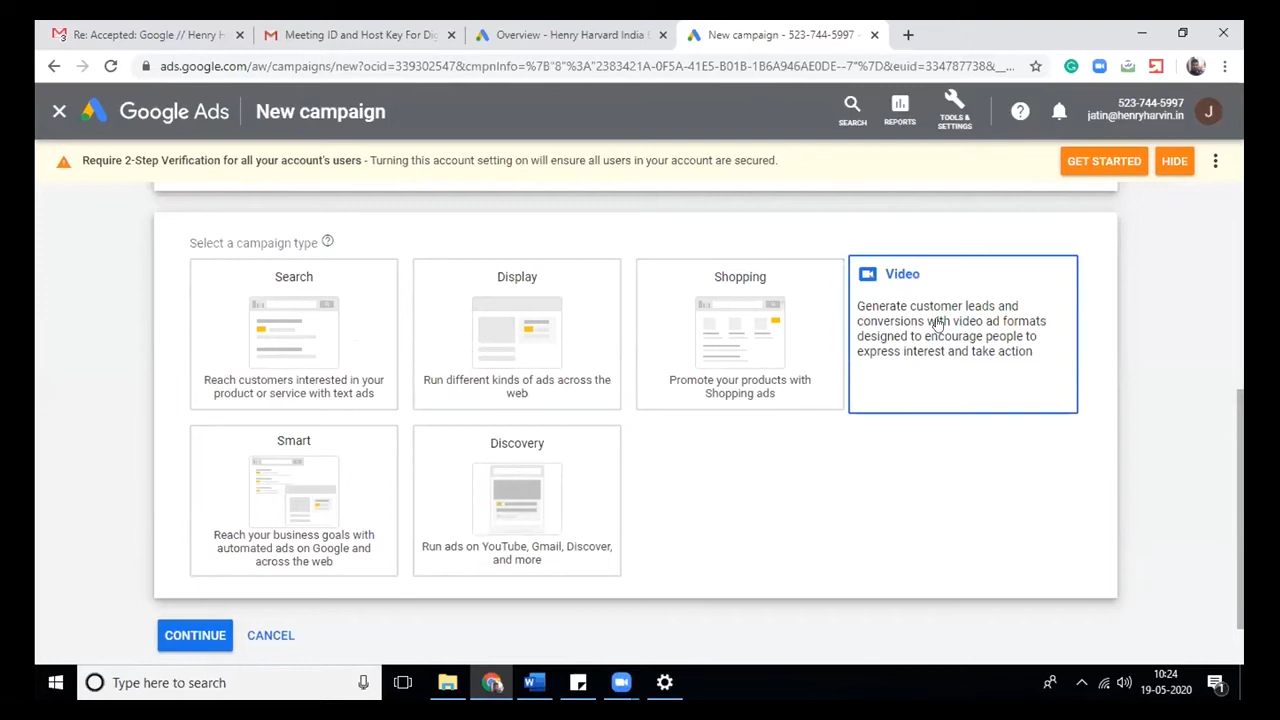 Re: Accepted: Google // Henry H
Meeting ID and Host Key For Dig
Overview - Henry Harvard India E
New campaign - 523-744-5997 -
ads.google.com/aw/campaigns/new?ocid=339302547&cmpnInfo=%7B"8"%3A"2383421A-0F5A-41E5-B01B-1B6A946AE0DE--7"%7D&euid=334787738&__...
Google Ads
New campaign
SEARCH
REPORTS
TOOLS &
SETTINGS
523-744-5997
jatin@henryharvin.in
J
Require 2-Step Verification for all your account's users - Turning this account setting on will ensure all users in your account are secured.
GET STARTED
HIDE
Select a campaign type
Search
Reach customers interested in your
product or service with text ads
Display
Run different kinds of ads across the
web
Shopping
Promote your products with
Shopping ads
Video
Generate customer leads and
conversions with video ad formats
designed to encourage people to
express interest and take action
Smart
Reach your business goals with
automated ads on Google and
across the web
Discovery
Run ads on YouTube, Gmail, Discover,
and more
CONTINUE
CANCEL
Type here to search
10:24
19-05-2020